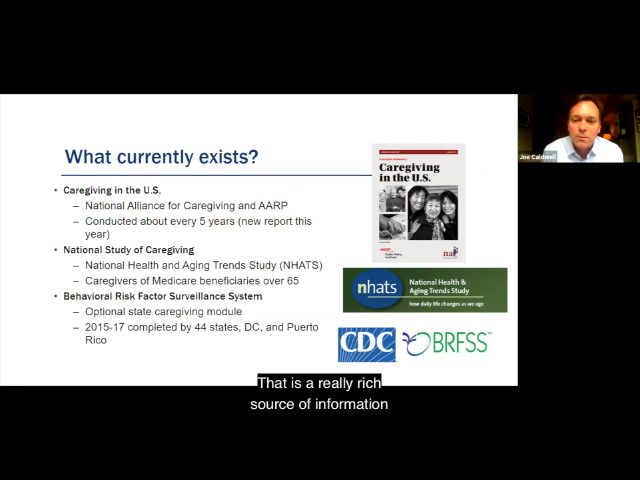 What currently exists?
• Caregiving in the U.S.
– National Alliance for Caregiving and AARP
– Conducted about every 5 years (new report this
year)
• National Study of Caregiving
– National Health and Aging Trends Study (NHATS)
– Caregivers of Medicare beneficiaries over 65
• Behavioral Risk Factor Surveillance System
– Optional state caregiving module
– 2015-17 completed by 44 states, DC, and Puerto
Rico
Caregiving
in the U.S.
nhats
National Health &
Aging Trends Study
how daily life changes as we age
CDC
BRFSS
Joe Caldwell
That is a really rich
source of information